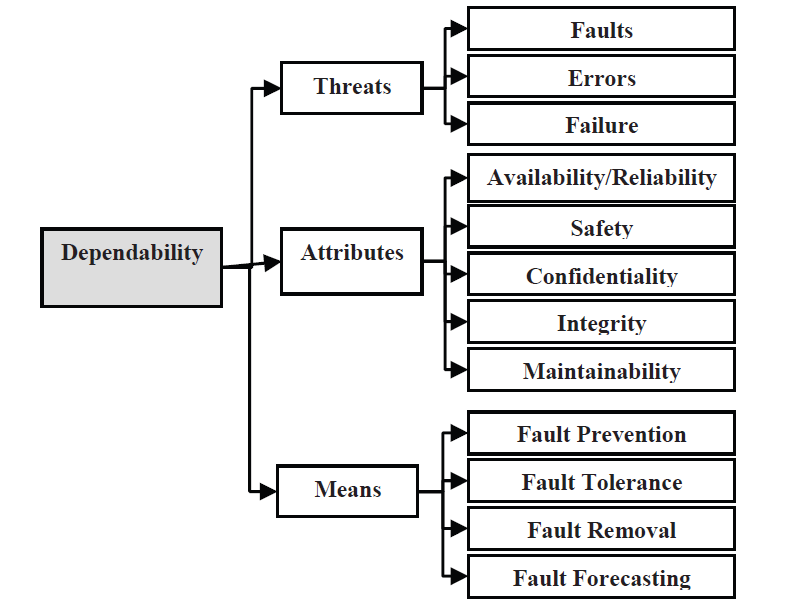 Dependability
Threats
Faults
Errors
Failure
Attributes
Availability/Reliability
Safety
Confidentiality
Integrity
Maintainability
Means
Fault Prevention
Fault Tolerance
Fault Removal
Fault Forecasting